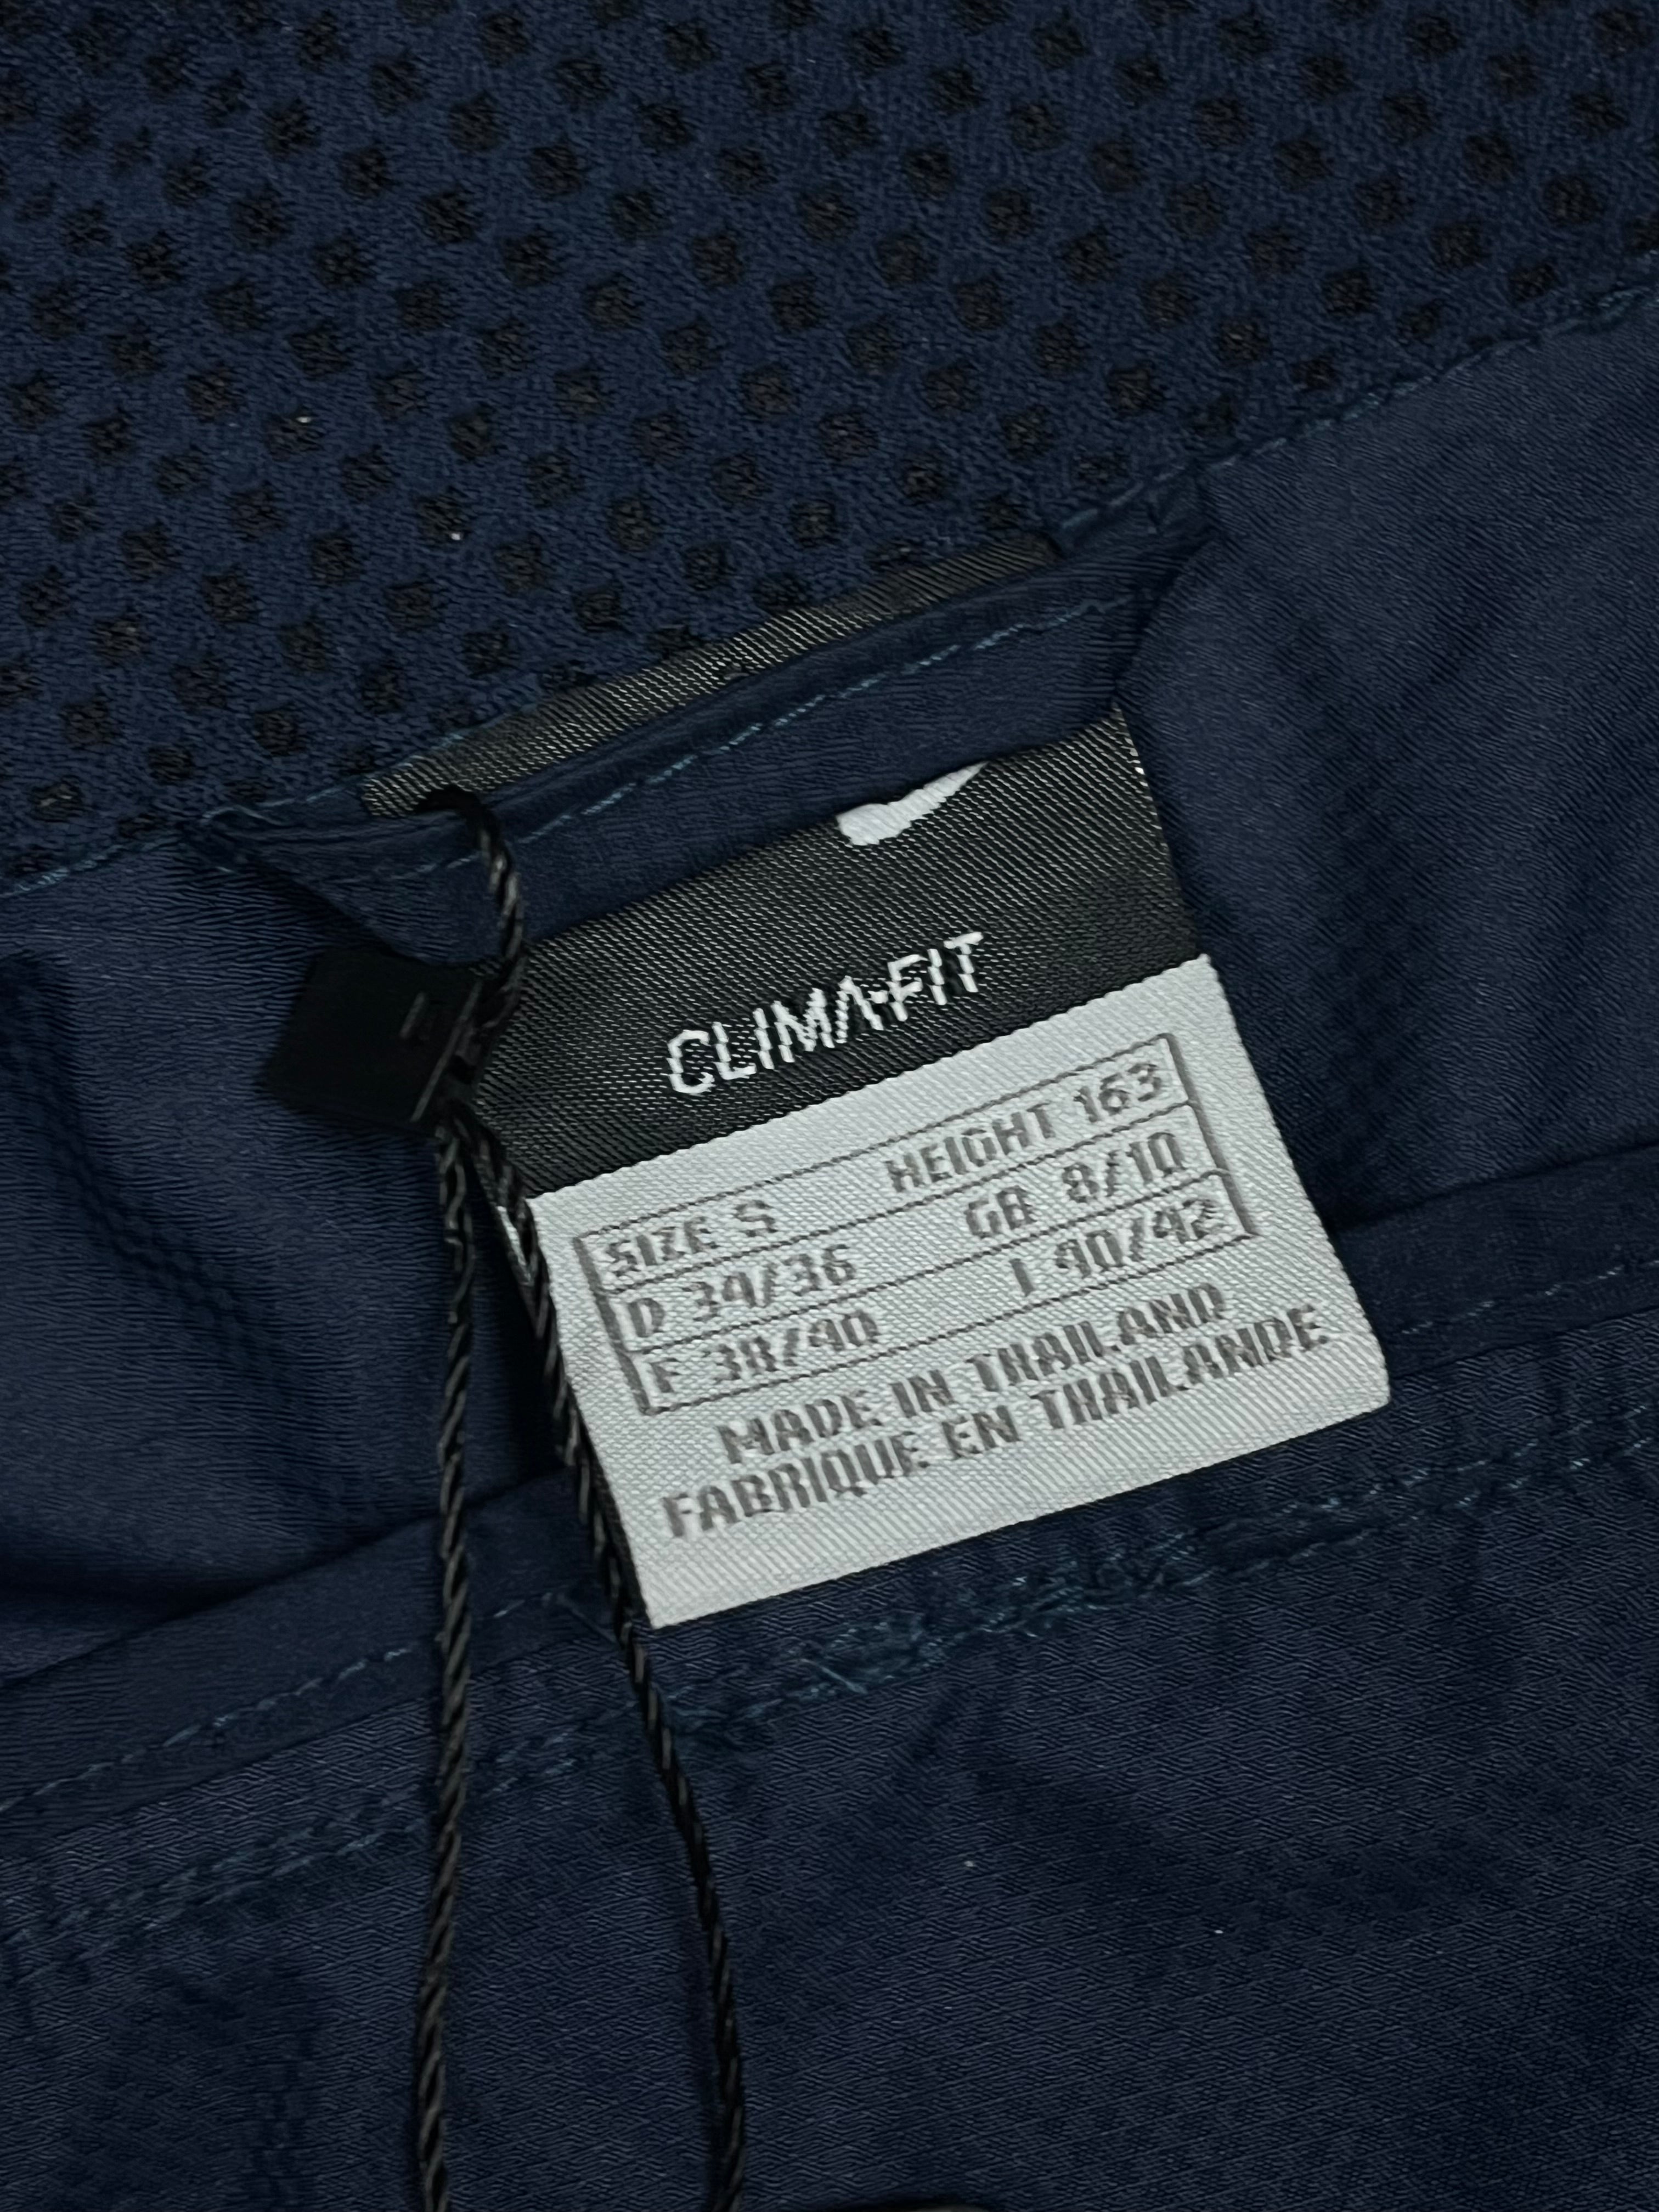 CLIMA-FIT
SIZE S HEIGHT 163
D 34/36 GB 8/10
F 38/40 I 40/42
MADE IN THAILAND
FABRIQUE EN THAILANDE